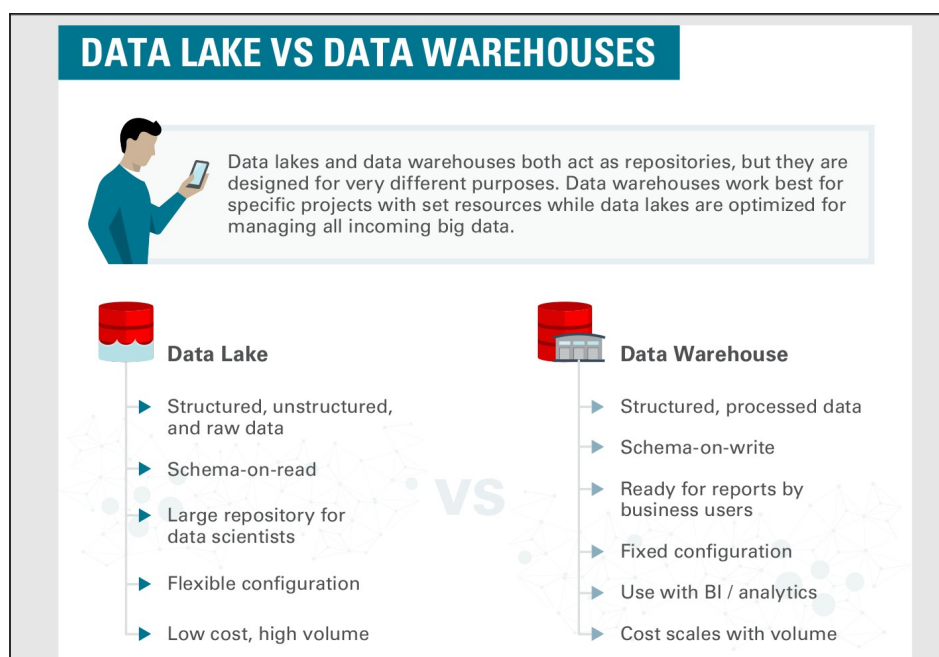 DATA LAKE VS DATA WAREHOUSES
Data lakes and data warehouses both act as repositories, but they are
designed for very different purposes. Data warehouses work best for
specific projects with set resources while data lakes are optimized for
managing all incoming big data.
Data Lake
Structured, unstructured,
and raw data
Schema-on-read
Large repository for
data scientists
Flexible configuration
Low cost, high volume
VS
Data Warehouse
Structured, processed data
Schema-on-write
Ready for reports by
business users
Fixed configuration
Use with BI / analytics
Cost scales with volume